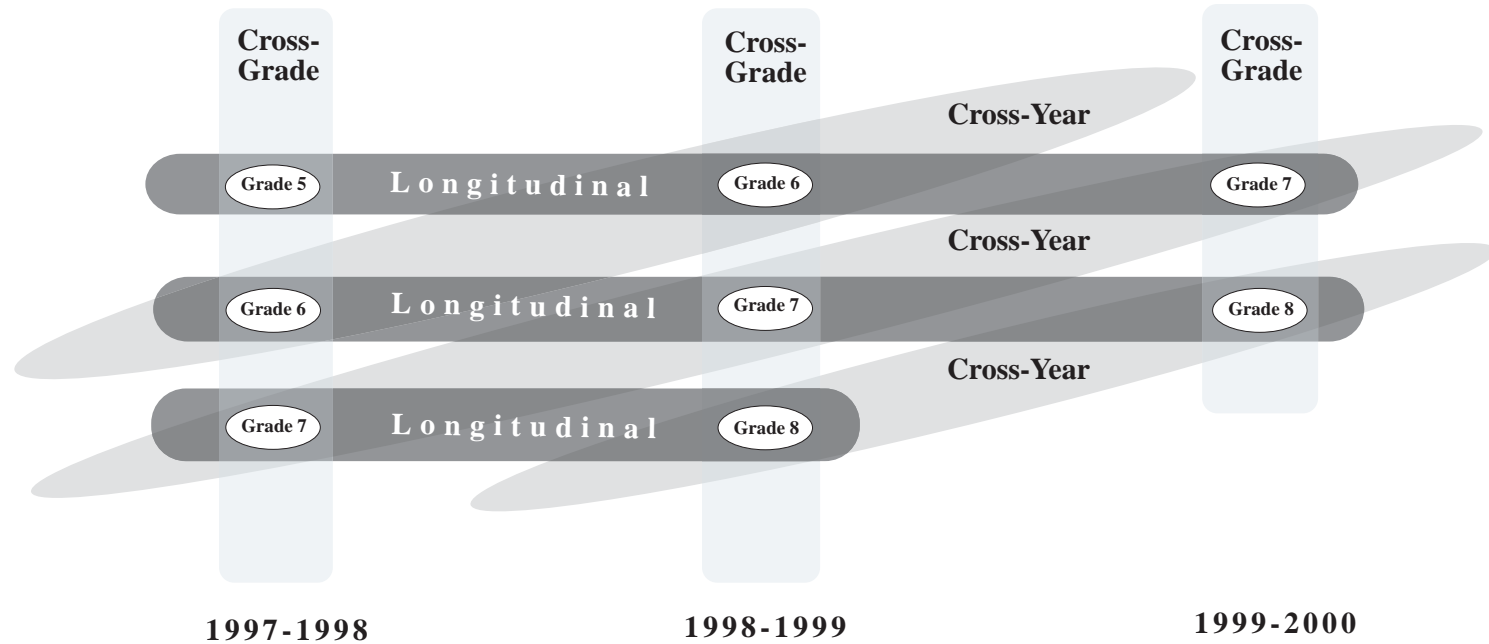 Cross-
Grade
Cross-
Grade
Cross-
Grade
Cross-Year
Grade 5
Longitudinal
Grade 6
Grade 7
Cross-Year
Grade 6
Longitudinal
Grade 7
Grade 8
Cross-Year
Grade 7
Longitudinal
Grade 8
1997-1998
1998-1999
1999-2000